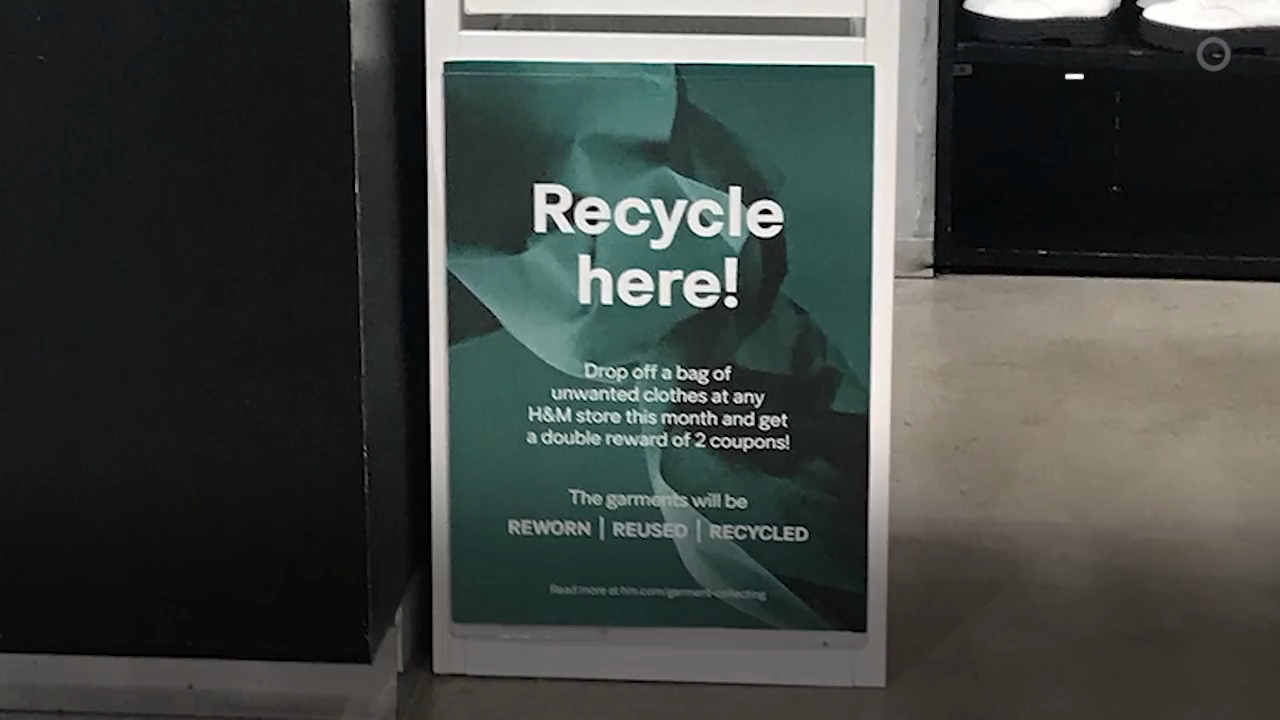 Recycle
here!
Drop off a bag of
unwanted clothes at any
H&M store this month and get
a double reward of 2 coupons!
The garments will be
REWORN | REUSED | RECYCLED
Read more at hm.com/garment-collecting